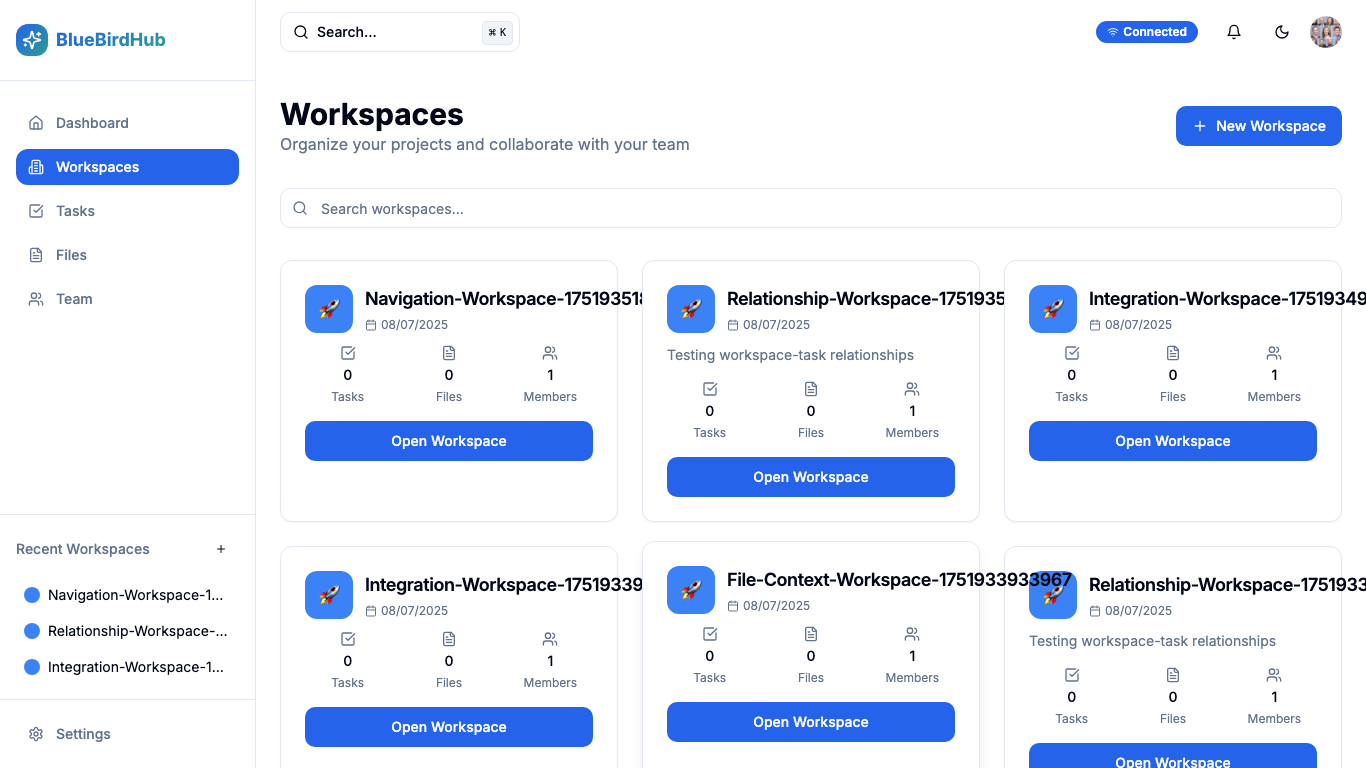 BlueBirdHub
Search...
⌘ K
Connected
Dashboard
Workspaces
Tasks
Files
Team
Recent Workspaces
+
Navigation-Workspace-1...
Relationship-Workspace-...
Integration-Workspace-1...
Settings
Workspaces
Organize your projects and collaborate with your team
+ New Workspace
Search workspaces...
Navigation-Workspace-17519351
08/07/2025
0 0 1
Tasks Files Members
Open Workspace
Relationship-Workspace-1751935
08/07/2025
Testing workspace-task relationships
0 0 1
Tasks Files Members
Open Workspace
Integration-Workspace-17519349
08/07/2025
0 0 1
Tasks Files Members
Open Workspace
Integration-Workspace-17519339
08/07/2025
0 0 1
Tasks Files Members
Open Workspace
File-Context-Workspace-1751933933967
08/07/2025
0 0 1
Tasks Files Members
Open Workspace
Relationship-Workspace-1751933
08/07/2025
Testing workspace-task relationships
0 0 1
Tasks Files Members
Open Workspace